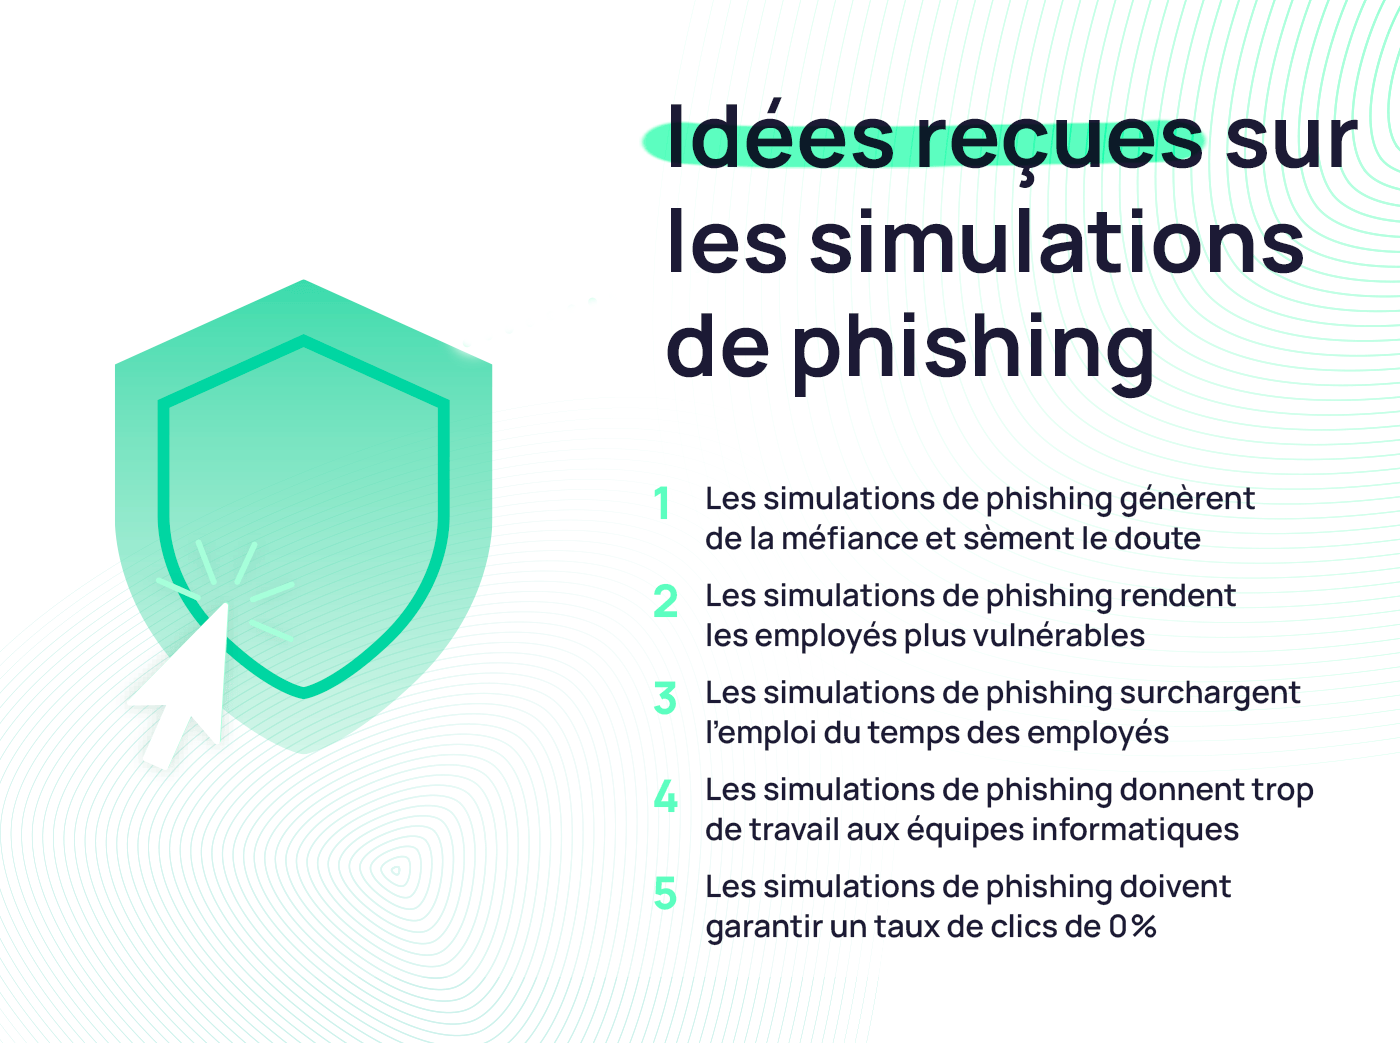 Idées reçues sur
les simulations
de phishing
1 Les simulations de phishing génèrent
de la méfiance et sèment le doute
2 Les simulations de phishing rendent
les employés plus vulnérables
3 Les simulations de phishing surchargent
l’emploi du temps des employés
4 Les simulations de phishing donnent trop
de travail aux équipes informatiques
5 Les simulations de phishing doivent
garantir un taux de clics de 0%